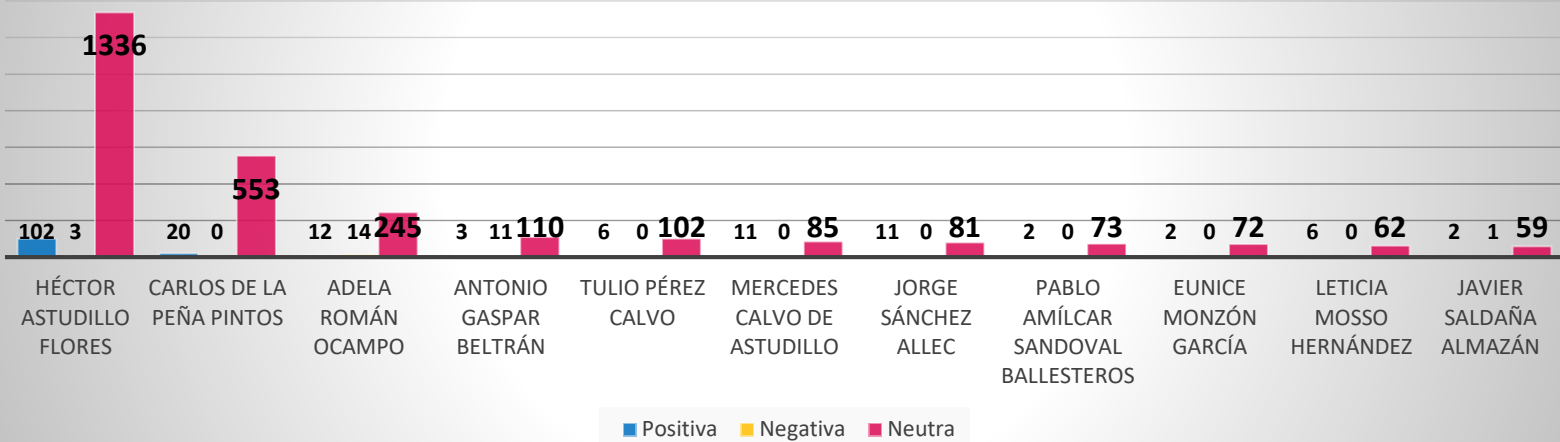 1336
553
102 3 20 0 12 14 245 3 11 110 6 0 102 11 0 85 11 0 81 2 0 73 2 0 72 6 0 62 2 1 59
HÉCTOR
ASTUDILLO
FLORES
CARLOS DE LA
PEÑA PINTOS
ADELA
ROMÁN
OCAMPO
ANTONIO
GASPAR
BELTRÁN
TULIO PÉREZ
CALVO
MERCEDES
CALVO DE
ASTUDILLO
JORGE
SÁNCHEZ
ALLEC
PABLO
AMÍLCAR
SANDOVAL
BALLESTEROS
EUNICE
MONZÓN
GARCÍA
LETICIA
MOSSO
HERNÁNDEZ
JAVIER
SALDAÑA
ALMAZÁN
Positiva Negativa Neutra